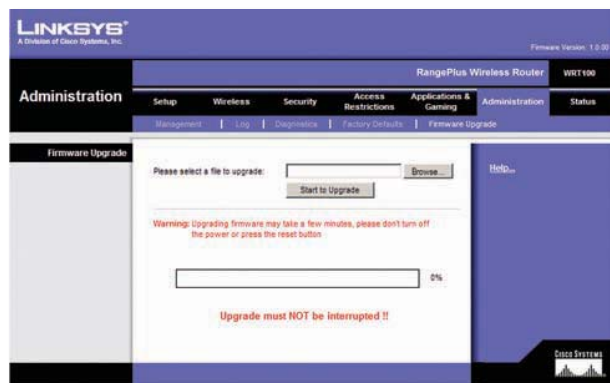 LINKSYS®
A Division of Cisco Systems, Inc.
Firmware Version: 1.0.00
RangePlus Wireless Router WRT100
Administration
Setup Wireless Security Access Restrictions Applications & Gaming Administration Status
Management | Log | Diagnostics | Factory Defaults | Firmware Upgrade
Firmware Upgrade
Please select a file to upgrade: Browse...
Start to Upgrade
Help...
Warning: Upgrading firmware may take a few minutes, please don't turn off
the power or press the reset button
0%
Upgrade must NOT be interrupted !!
CISCO SYSTEMS